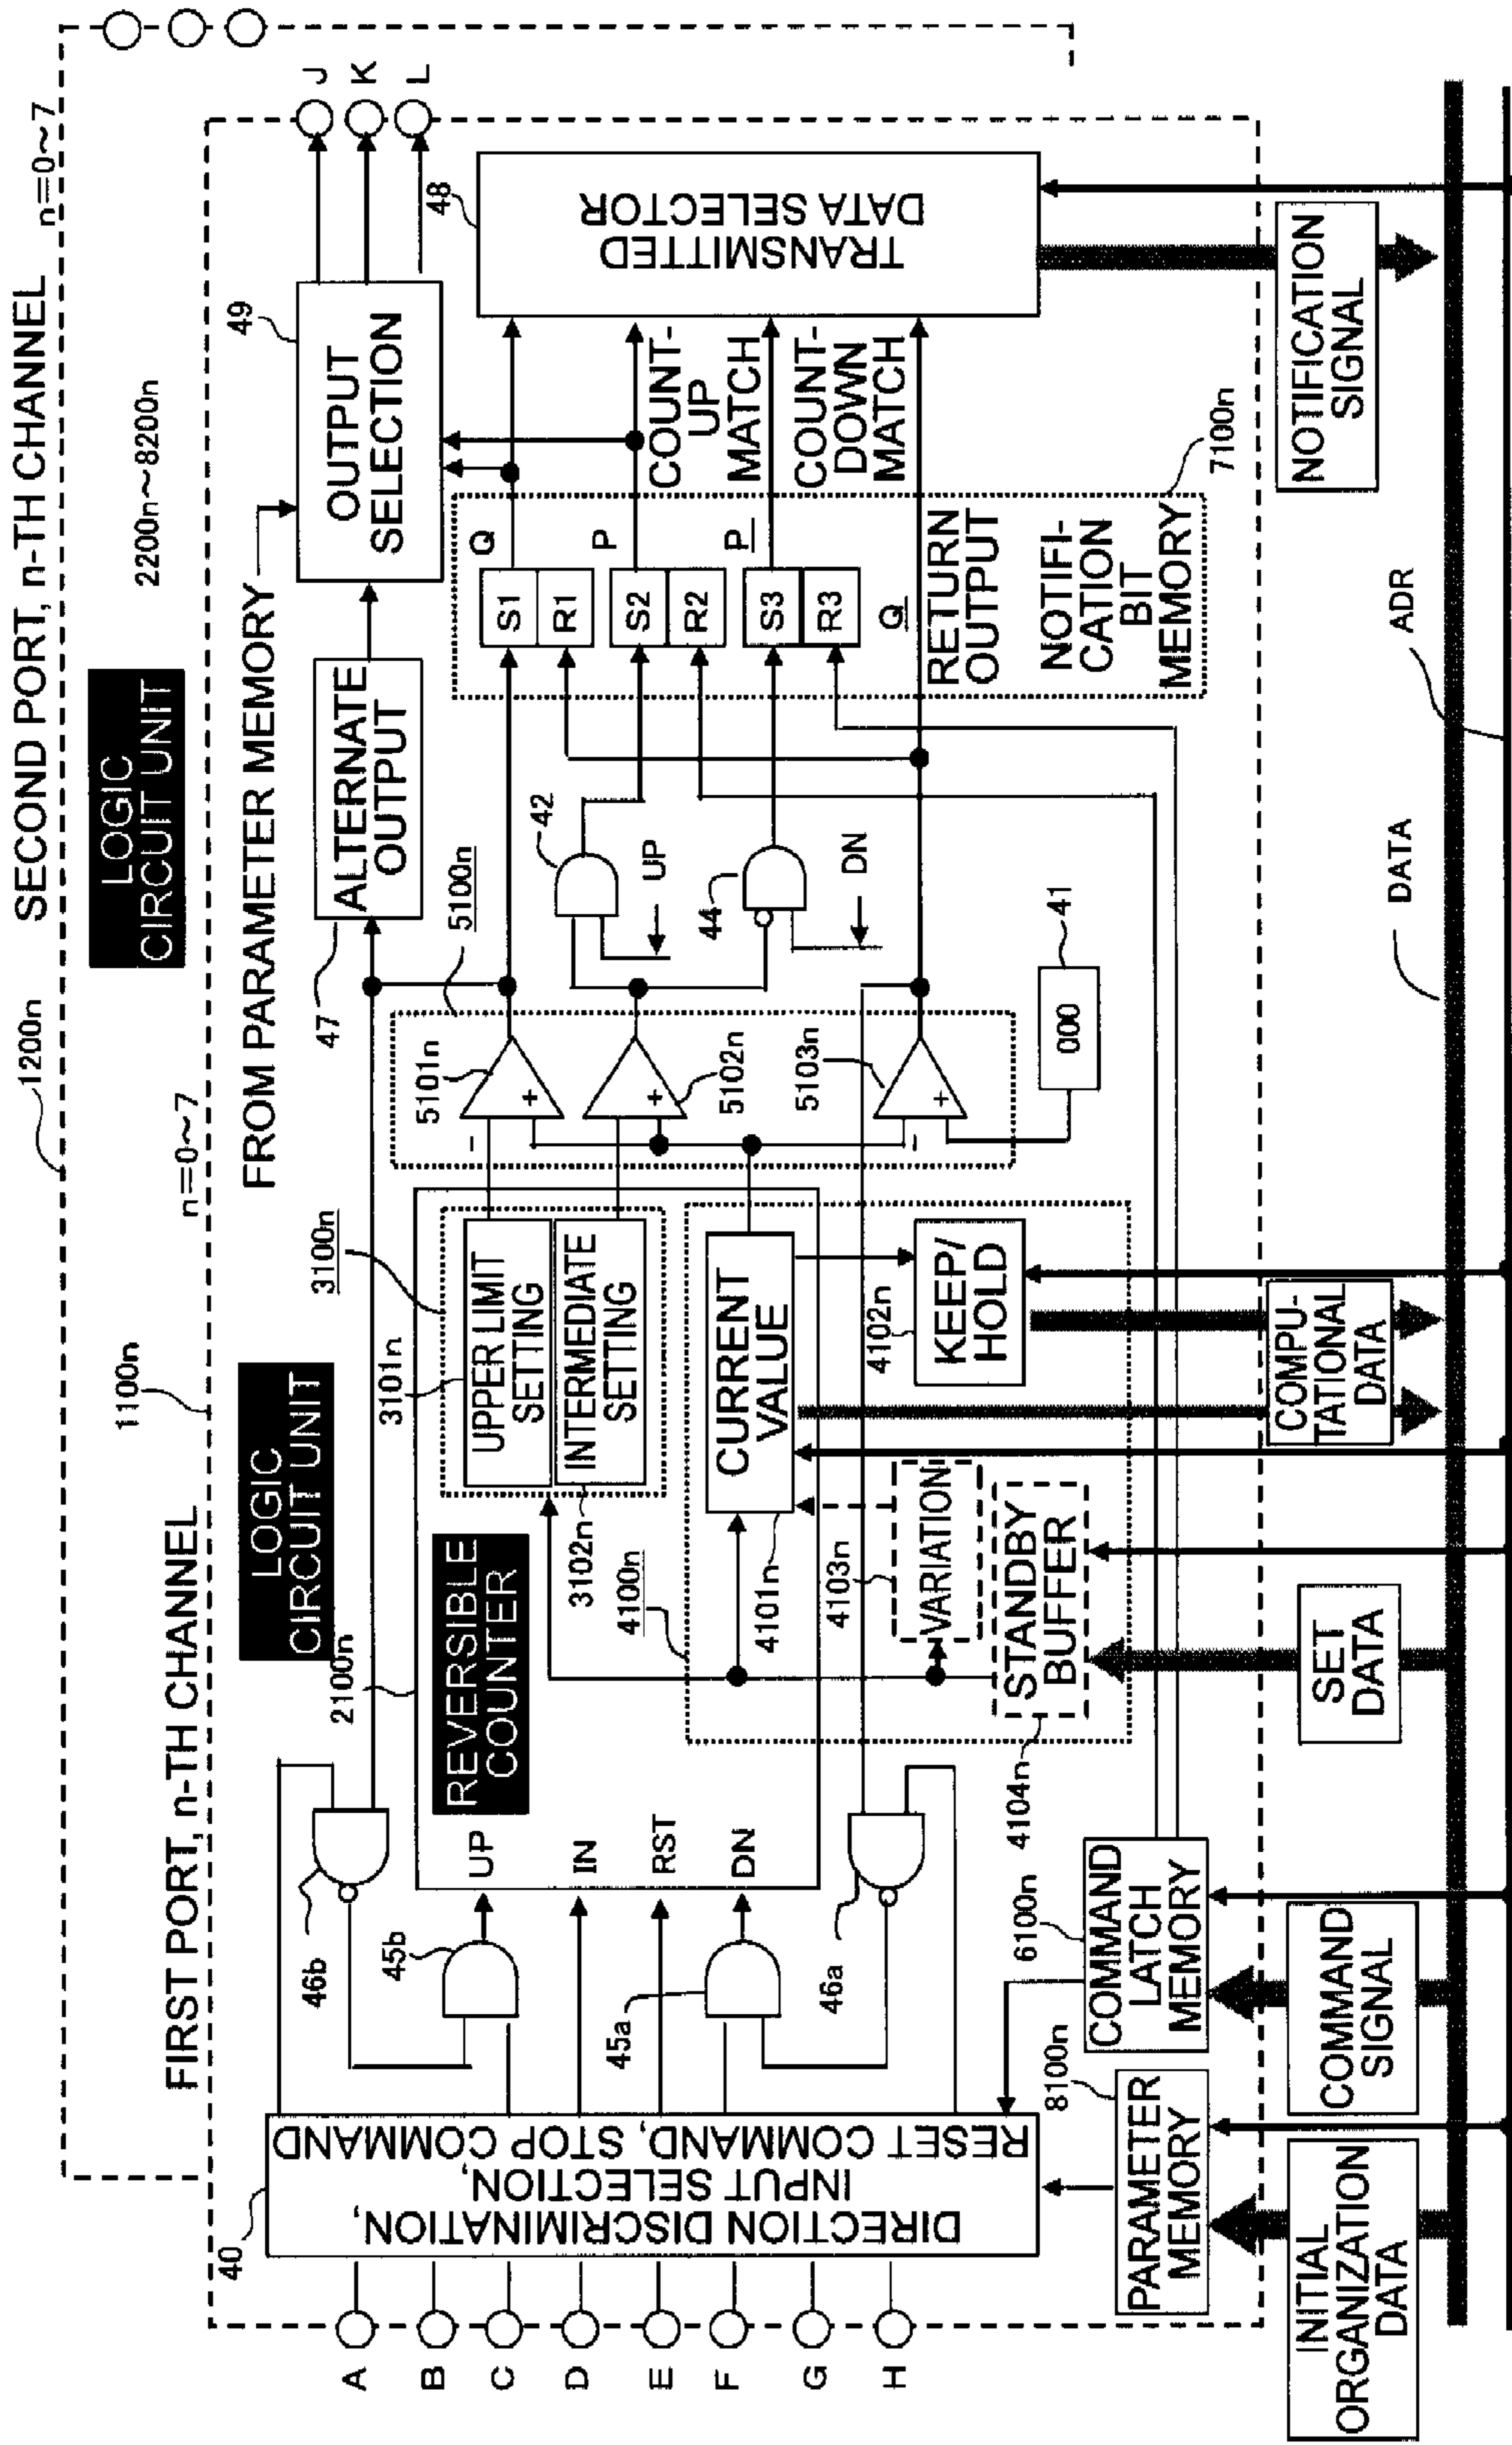 SECOND PORT, n-TH CHANNEL
n=0~7
1200n
LOGIC
CIRCUIT UNIT
2200n~8200n
FIRST PORT, n-TH CHANNEL
1100n
n=0~7
LOGIC
CIRCUIT UNIT
FROM PARAMETER MEMORY
A
B
C
D
E
F
G
H
40
DIRECTION DISCRIMINATION,
INPUT SELECTION,
RESET COMMAND, STOP COMMAND
46b
45b
45a
46a
UP
IN
RST
DN
2100n
REVERSIBLE
COUNTER
3100n
3101n
UPPER LIMIT
SETTING
INTERMEDIATE
SETTING
3102n
4100n
4101n
CURRENT
VALUE
4102n
KEEP/
HOLD
4103n
VARIATION
4104n
STANDBY
BUFFER
5100n
5101n
-
+
5102n
+
5103n
-
+
41
000
42
UP
44
DN
47
ALTERNATE
OUTPUT
49
OUTPUT
SELECTION
J
K
L
S1
R1
Q
S2
R2
P
S3
R3
P
Q
RETURN
OUTPUT
NOTIFI-
CATION
BIT
MEMORY
7100n
COUNT-
UP
MATCH
COUNT-
DOWN
MATCH
48
TRANSMITTED
DATA SELECTOR
8100n
PARAMETER
MEMORY
6100n
COMMAND
LATCH
MEMORY
INITIAL
ORGANIZATION
DATA
COMMAND
SIGNAL
SET
DATA
COMPU-
TATIONAL
DATA
NOTIFICATION
SIGNAL
DATA
ADR